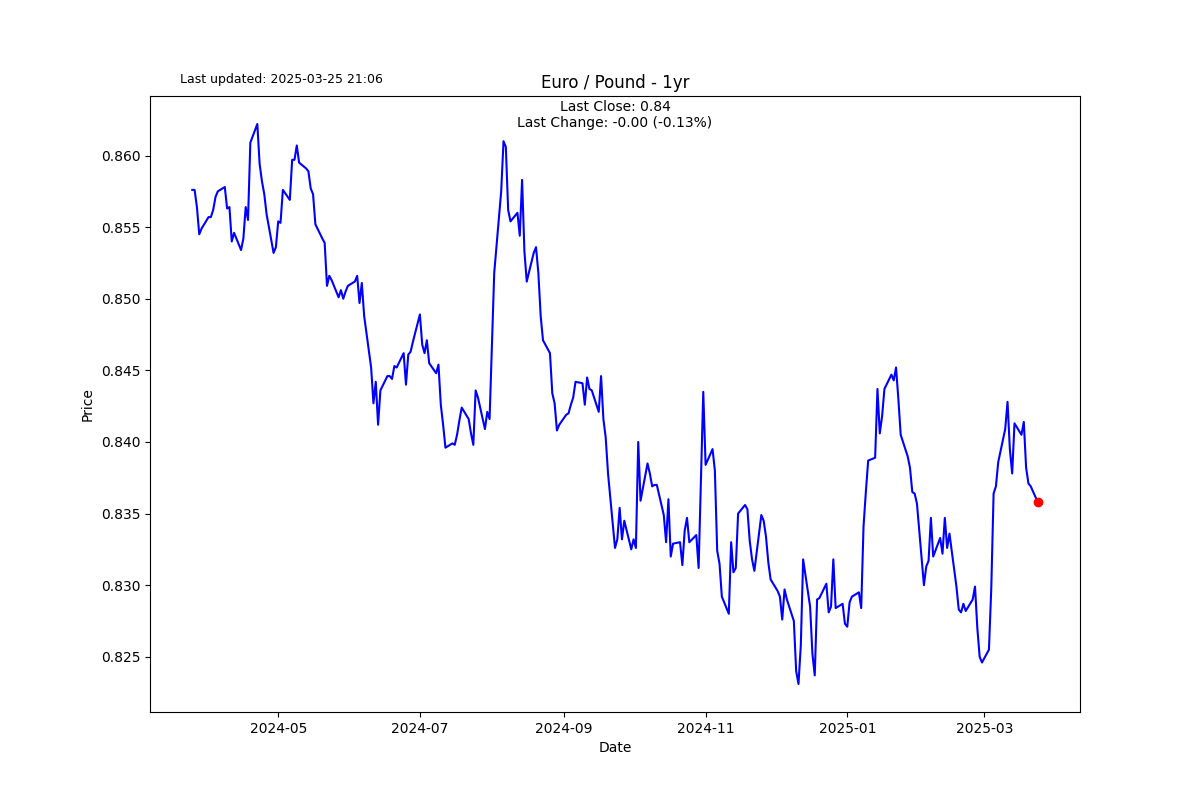 Last updated: 2025-03-25 21:06
Euro / Pound - 1yr
Last Close: 0.84
Last Change: -0.00 (-0.13%)
Price
0.860
0.855
0.850
0.845
0.840
0.835
0.830
0.825
2024-05
2024-07
2024-09
2024-11
2025-01
2025-03
Date